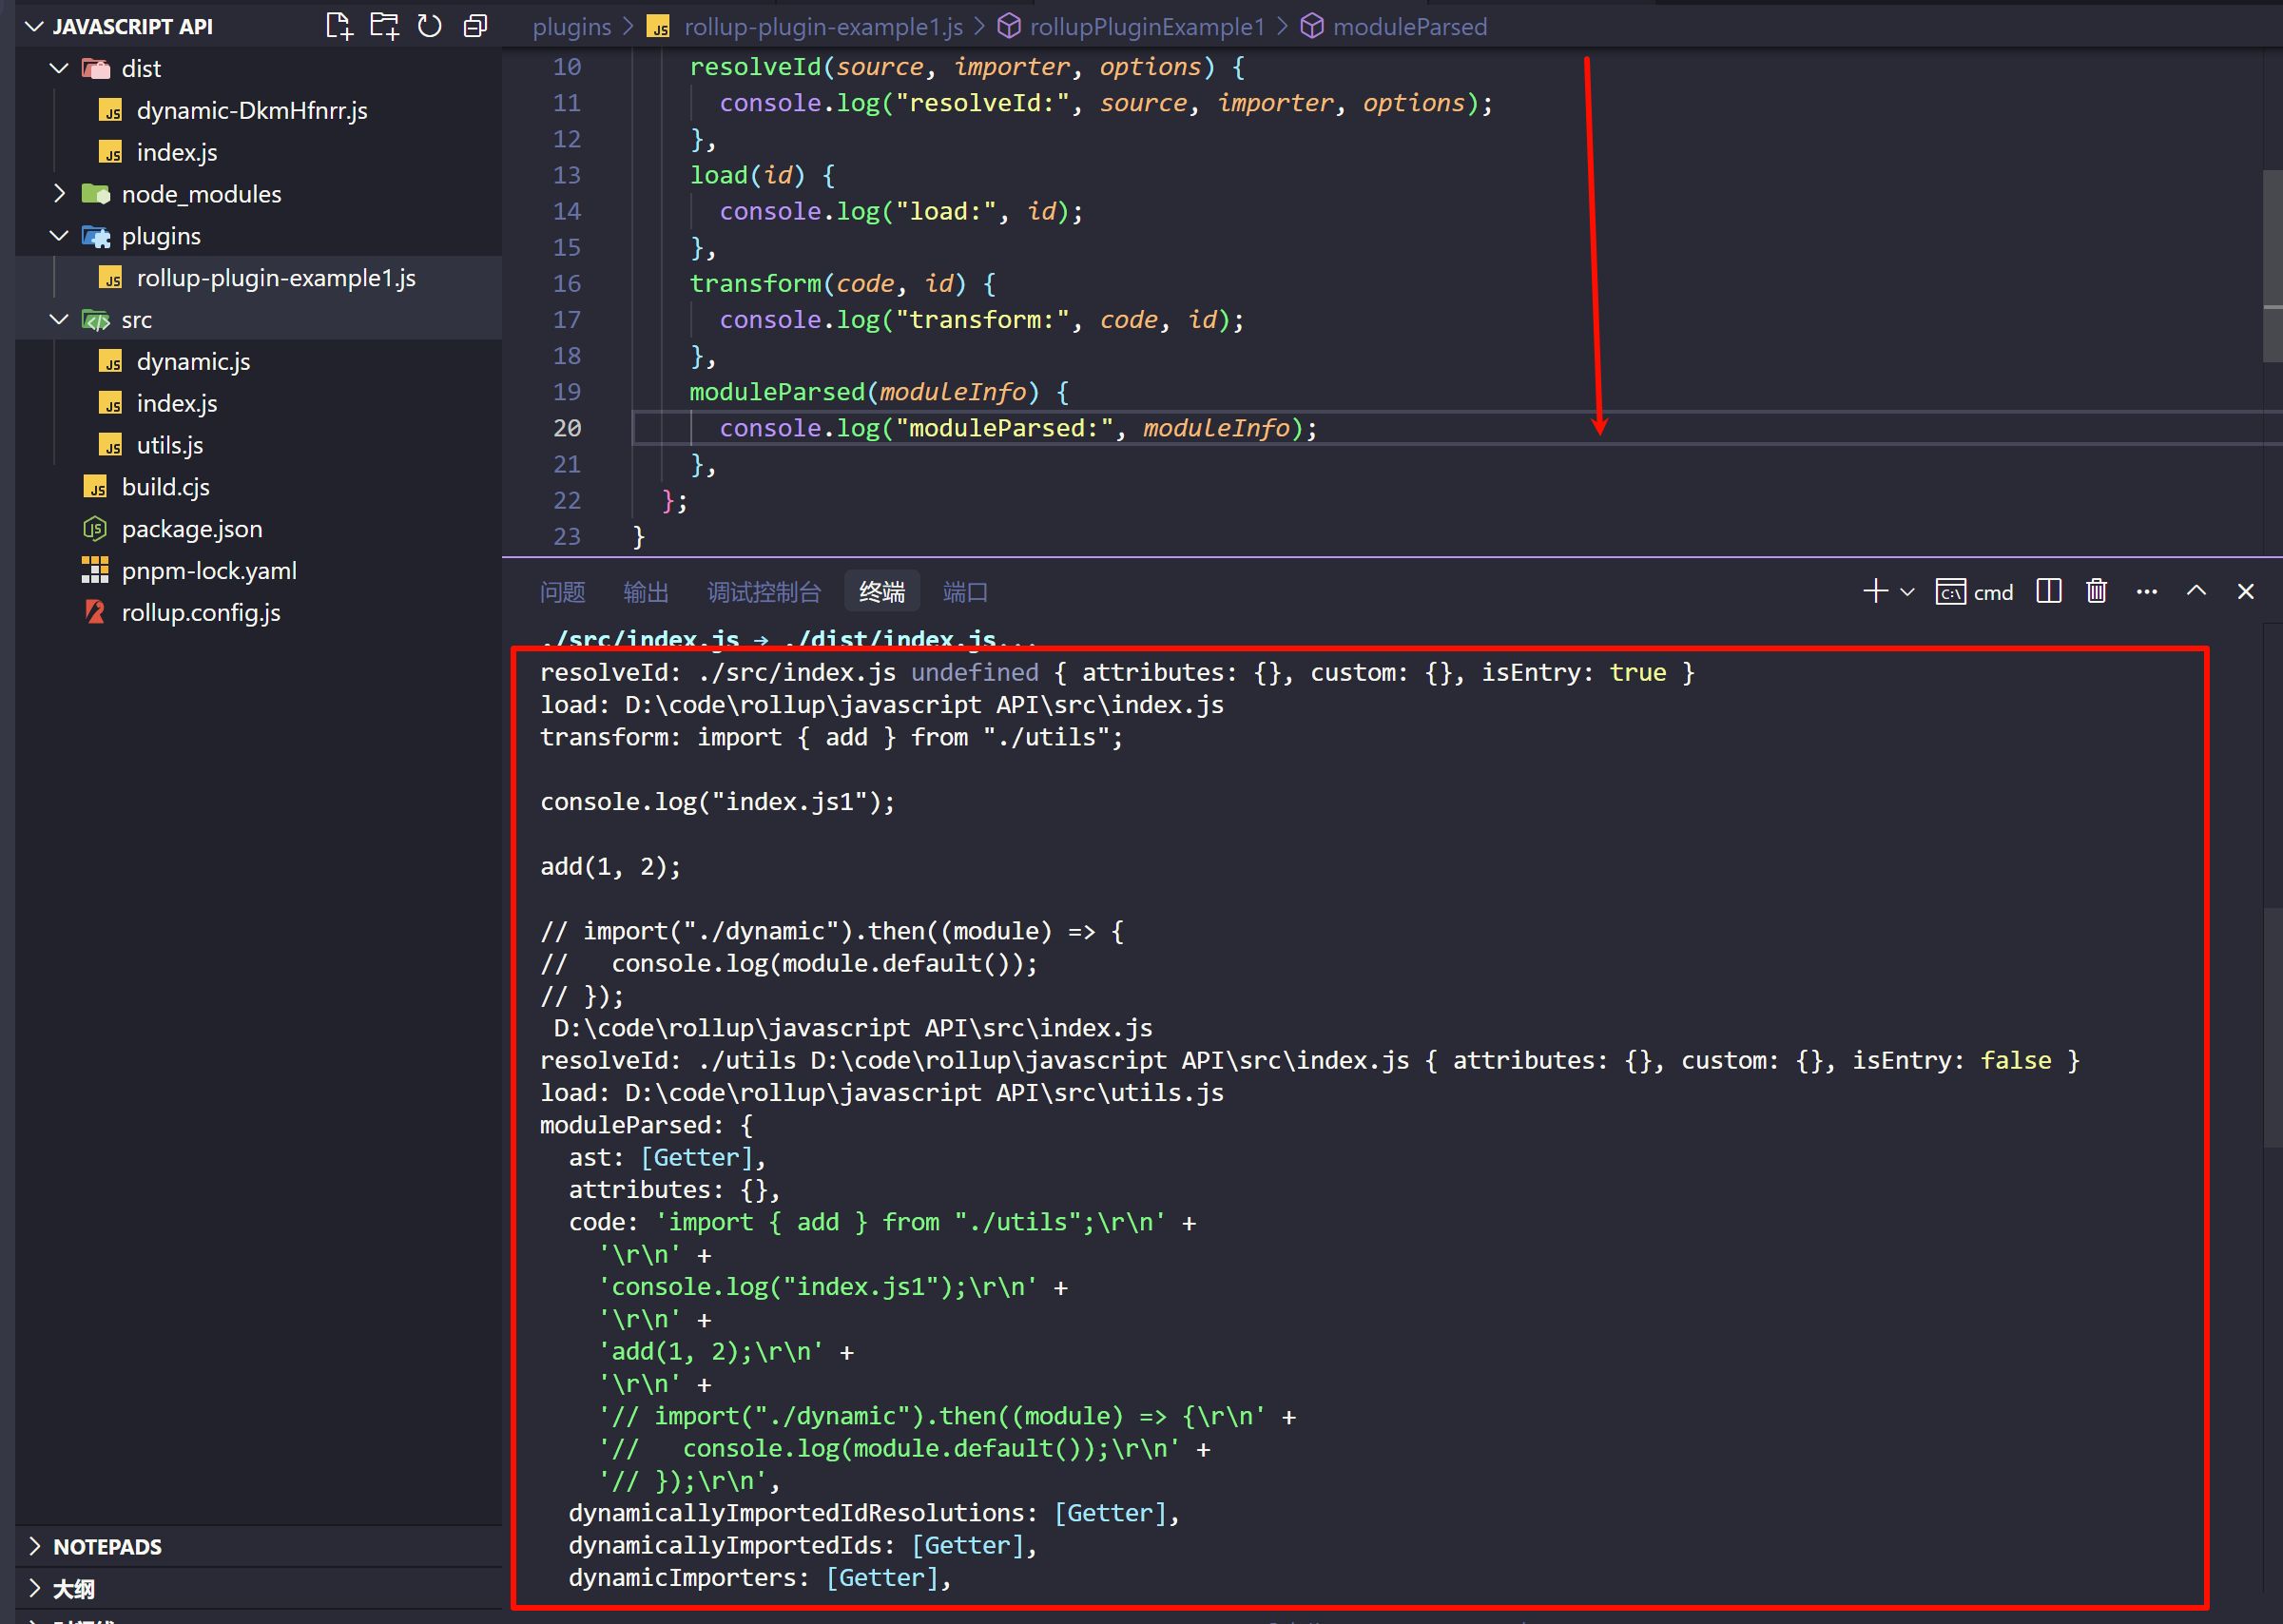 JAVASCRIPT API
dist
dynamic-DkmHfnrr.js
index.js
node_modules
plugins
rollup-plugin-example1.js
src
dynamic.js
index.js
utils.js
build.cjs
package.json
pnpm-lock.yaml
rollup.config.js
NOTEPADS
大纲
plugins > rollup-plugin-example1.js > rollupPluginExample1 > moduleParsed
10 resolveId(source, importer, options) {
11 console.log("resolveId:", source, importer, options);
12 },
13 load(id) {
14 console.log("load:", id);
15 },
16 transform(code, id) {
17 console.log("transform:", code, id);
18 },
19 moduleParsed(moduleInfo) {
20 console.log("moduleParsed:", moduleInfo);
21 },
22 };
23 }
问题 输出 调试控制台 终端 端口 cmd
./src/index.js → ./dist/index.js...
resolveId: ./src/index.js undefined { attributes: {}, custom: {}, isEntry: true }
load: D:\code\rollup\javascript API\src\index.js
transform: import { add } from "./utils";
console.log("index.js1");
add(1, 2);
// import("./dynamic").then((module) => {
//   console.log(module.default());
// });
D:\code\rollup\javascript API\src\index.js
resolveId: ./utils D:\code\rollup\javascript API\src\index.js { attributes: {}, custom: {}, isEntry: false }
load: D:\code\rollup\javascript API\src\utils.js
moduleParsed: {
ast: [Getter],
attributes: {},
code: 'import { add } from "./utils";\r\n' +
'\r\n' +
'console.log("index.js1");\r\n' +
'\r\n' +
'add(1, 2);\r\n' +
'\r\n' +
'// import("./dynamic").then((module) => {\r\n' +
'//   console.log(module.default());\r\n' +
'// });\r\n',
dynamicallyImportedIdResolutions: [Getter],
dynamicallyImportedIds: [Getter],
dynamicImporters: [Getter],